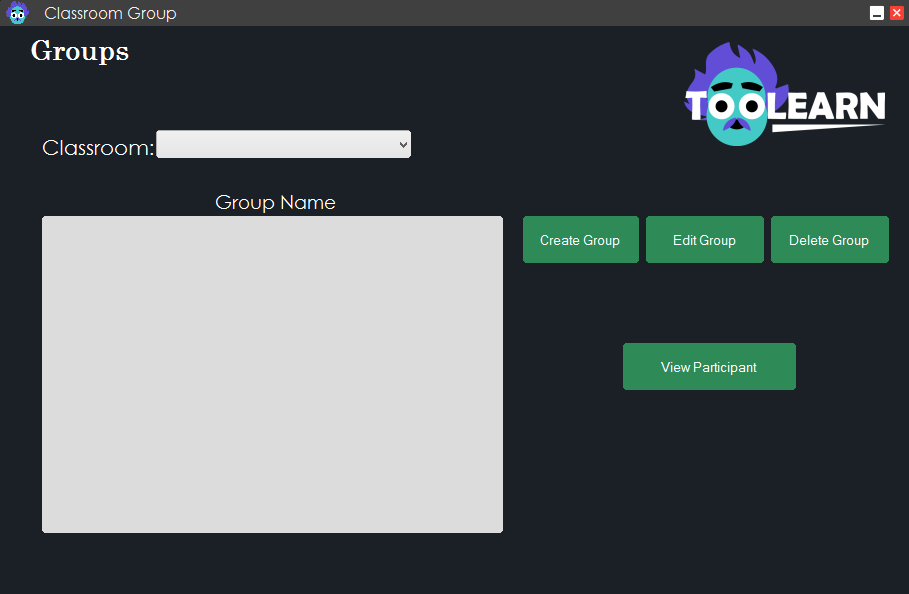 Classroom Group
Groups
TOOLEARN
Classroom:
Group Name
Create Group
Edit Group
Delete Group
View Participant